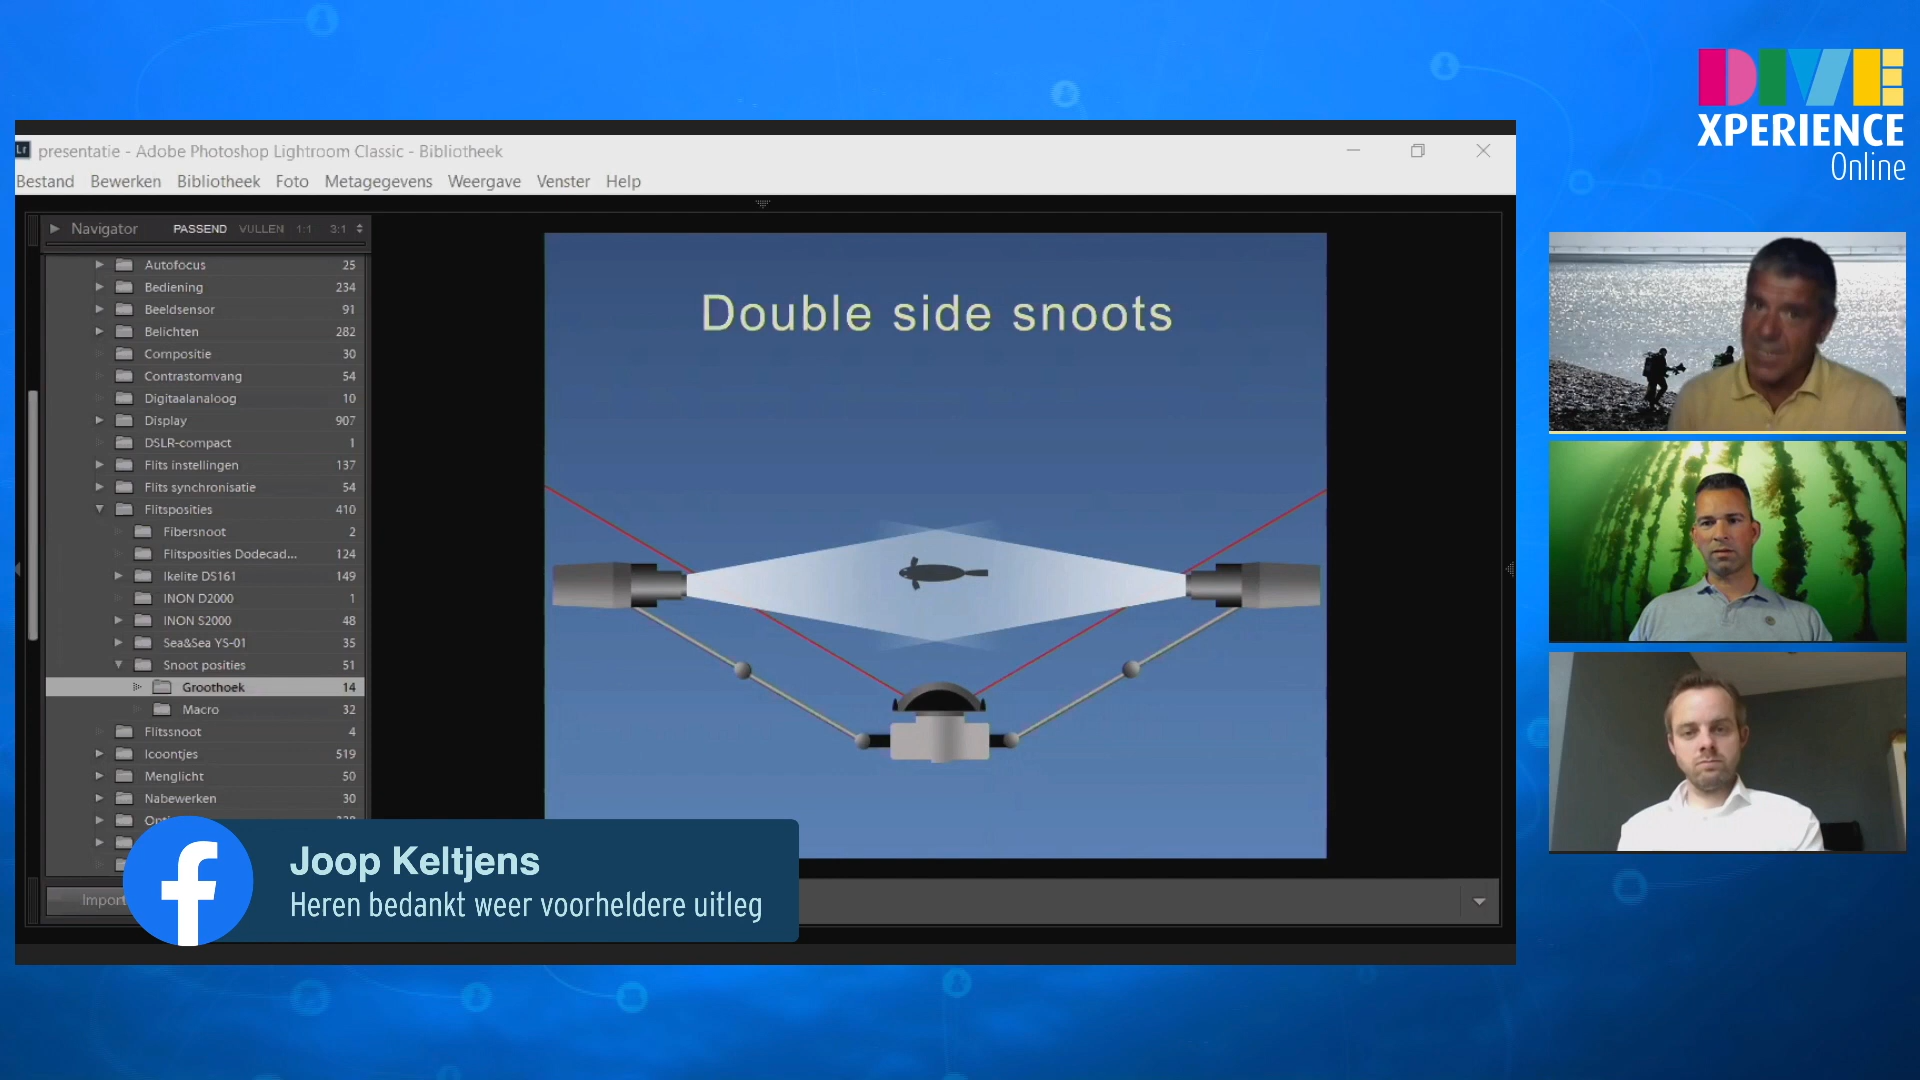 DIVE
XPERIENCE
Online
Lr presentatie - Adobe Photoshop Lightroom Classic - Bibliotheek
Bestand Bewerken Bibliotheek Foto Metagegevens Weergave Venster Help
Navigator PASSEND VULLEN 1:1 3:1
Autofocus 25
Bediening 234
Beeldsensor 91
Belichten 282
Compositie 30
Contrastomvang 54
Digitaalanaloog 10
Display 907
DSLR-compact 1
Flits instellingen 137
Flits synchronisatie 54
Flitsposities 410
Fibersnoot 2
Flitsposities Dodecad... 124
Ikelite DS161 149
INON D2000 1
INON S2000 48
Sea&Sea YS-01 35
Snoot posities 51
Groothoek 14
Macro 32
Flitssnoot 4
Icoontjes 519
Menglicht 50
Nabewerken 30
Import
Double side snoots
f
Joop Keltjens
Heren bedankt weer voorheldere uitleg